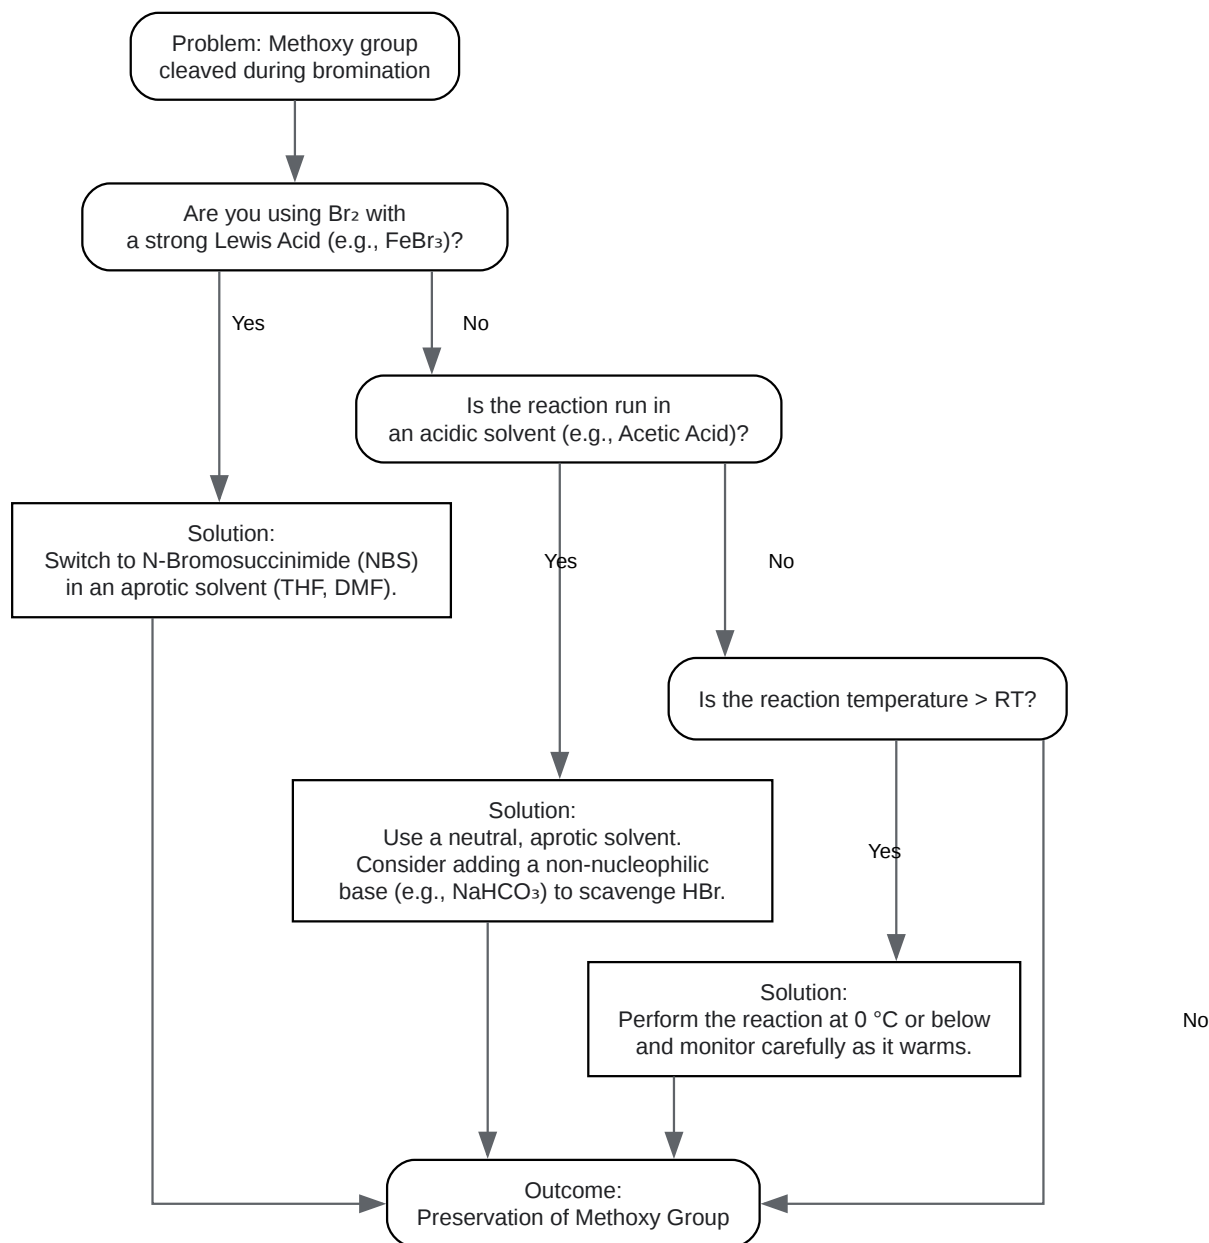 Problem: Methoxy group
cleaved during bromination
Are you using Br₂ with
a strong Lewis Acid (e.g., FeBr₃)?
Yes
No
Is the reaction run in
an acidic solvent (e.g., Acetic Acid)?
Solution:
Switch to N-Bromosuccinimide (NBS)
in an aprotic solvent (THF, DMF).
Yes
No
Is the reaction temperature > RT?
Solution:
Use a neutral, aprotic solvent.
Consider adding a non-nucleophilic
base (e.g., NaHCO₃) to scavenge HBr.
Yes
Solution:
Perform the reaction at 0 °C or below
and monitor carefully as it warms.
No
Outcome:
Preservation of Methoxy Group